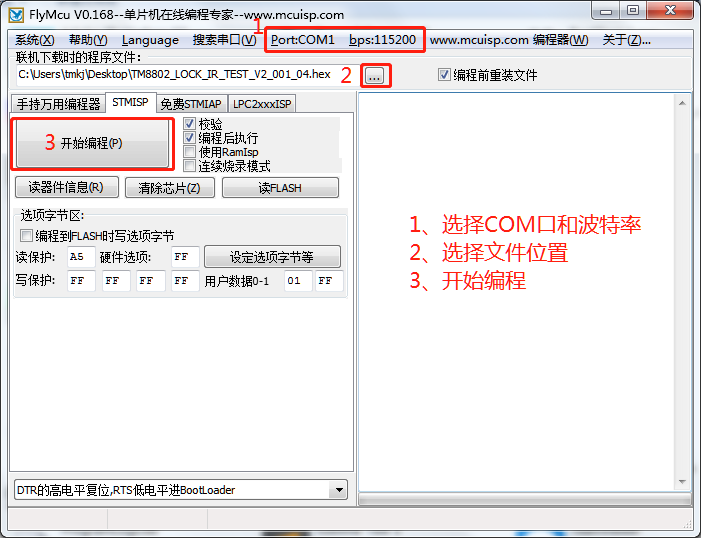 FlyMcu V0.168--单片机在线编程专家--www.mcuisp.com
1
系统(X) 帮助(Y) Language 搜索串口(V) Port:COM1 bps:115200 www.mcuisp.com 编程器(W) 关于(Z)...
联机下载时的程序文件:
C:\Users\tmkj\Desktop\TM8802_LOCK_IR_TEST_V2_001_04.hex 2 ... 编程前重装文件
手持万用编程器 STMISP 免费STMIAP LPC2xxxISP
3 开始编程(P)
校验
编程后执行
使用RamIsp
连续烧录模式
读器件信息(R) 清除芯片(Z) 读FLASH
选项字节区:
编程到FLASH时写选项字节
读保护: A5 硬件选项: FF 设定选项字节等
写保护: FF FF FF FF 用户数据0-1 01 FF
1、选择COM口和波特率
2、选择文件位置
3、开始编程
DTR的高电平复位,RTS低电平进BootLoader